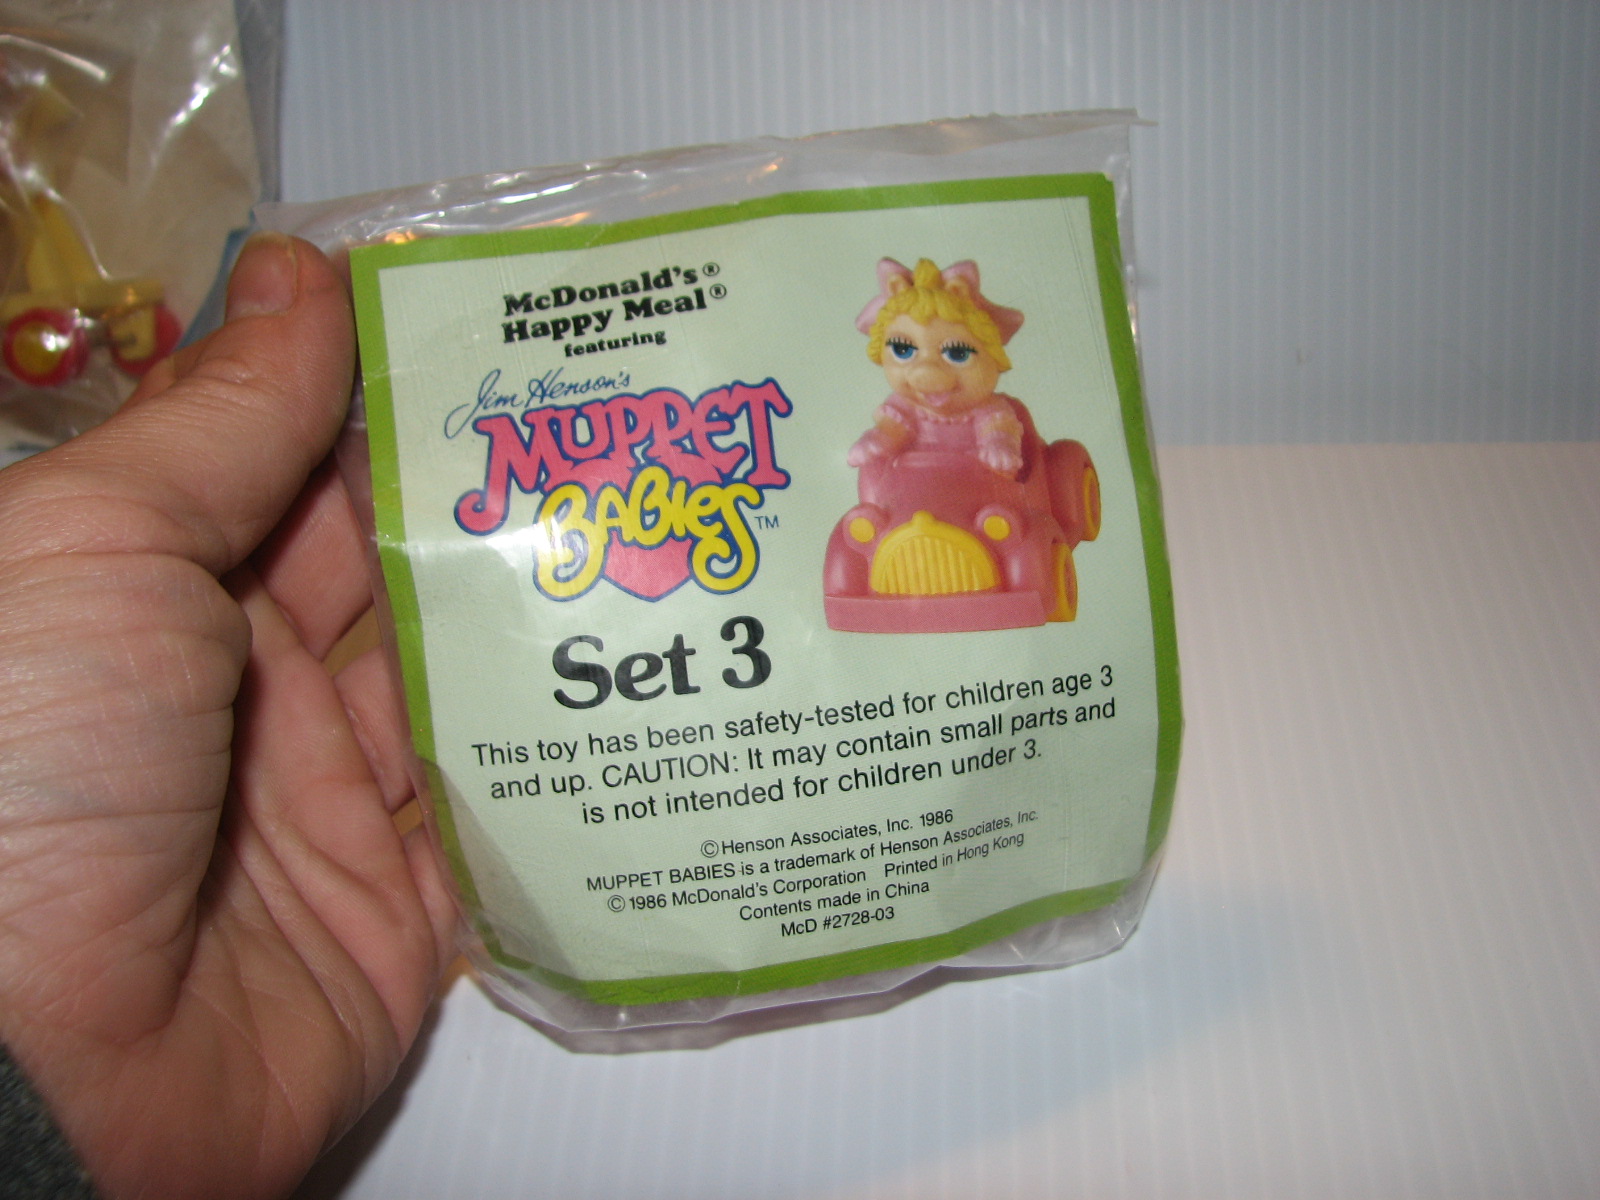 McDonald's®
Happy Meal®
featuring
Jim Henson's
MUPPET
BABIES™
Set 3
This toy has been safety-tested for children age 3
and up. CAUTION: It may contain small parts and
is not intended for children under 3.
©Henson Associates, Inc. 1986
MUPPET BABIES is a trademark of Henson Associates, Inc.
© 1986 McDonald's Corporation Printed in Hong Kong
Contents made in China
McD #2728-03